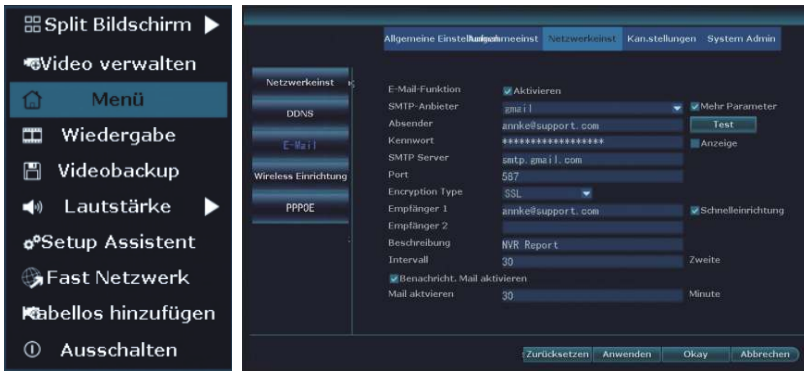 Split Bildschirm
Video verwalten
Menü
Wiedergabe
Videobackup
Lautstärke
Setup Assistent
Fast Netzwerk
Kabellos hinzufügen
Ausschalten
Allgemeine Einstellungen Aufnahmeeinst Netzwerkeinst Kan.stellungen System Admin
Netzwerkeinst
DDNS
E-Mail
Wireless Einrichtung
PPPOE
E-Mail-Funktion Aktivieren
SMTP-Anbieter gmail Mehr Parameter
Absender annke@support.com Test
Kennwort ****************** Anzeige
SMTP Server smtp.gmail.com
Port 587
Encryption Type SSL
Empfänger 1 annke@support.com Schnelleinrichtung
Empfänger 2
Beschreibung NVR Report
Intervall 30 Zweite
Benachricht. Mail aktivieren
Mail aktvieren 30 Minute
Zurücksetzen Anwenden Okay Abbrechen